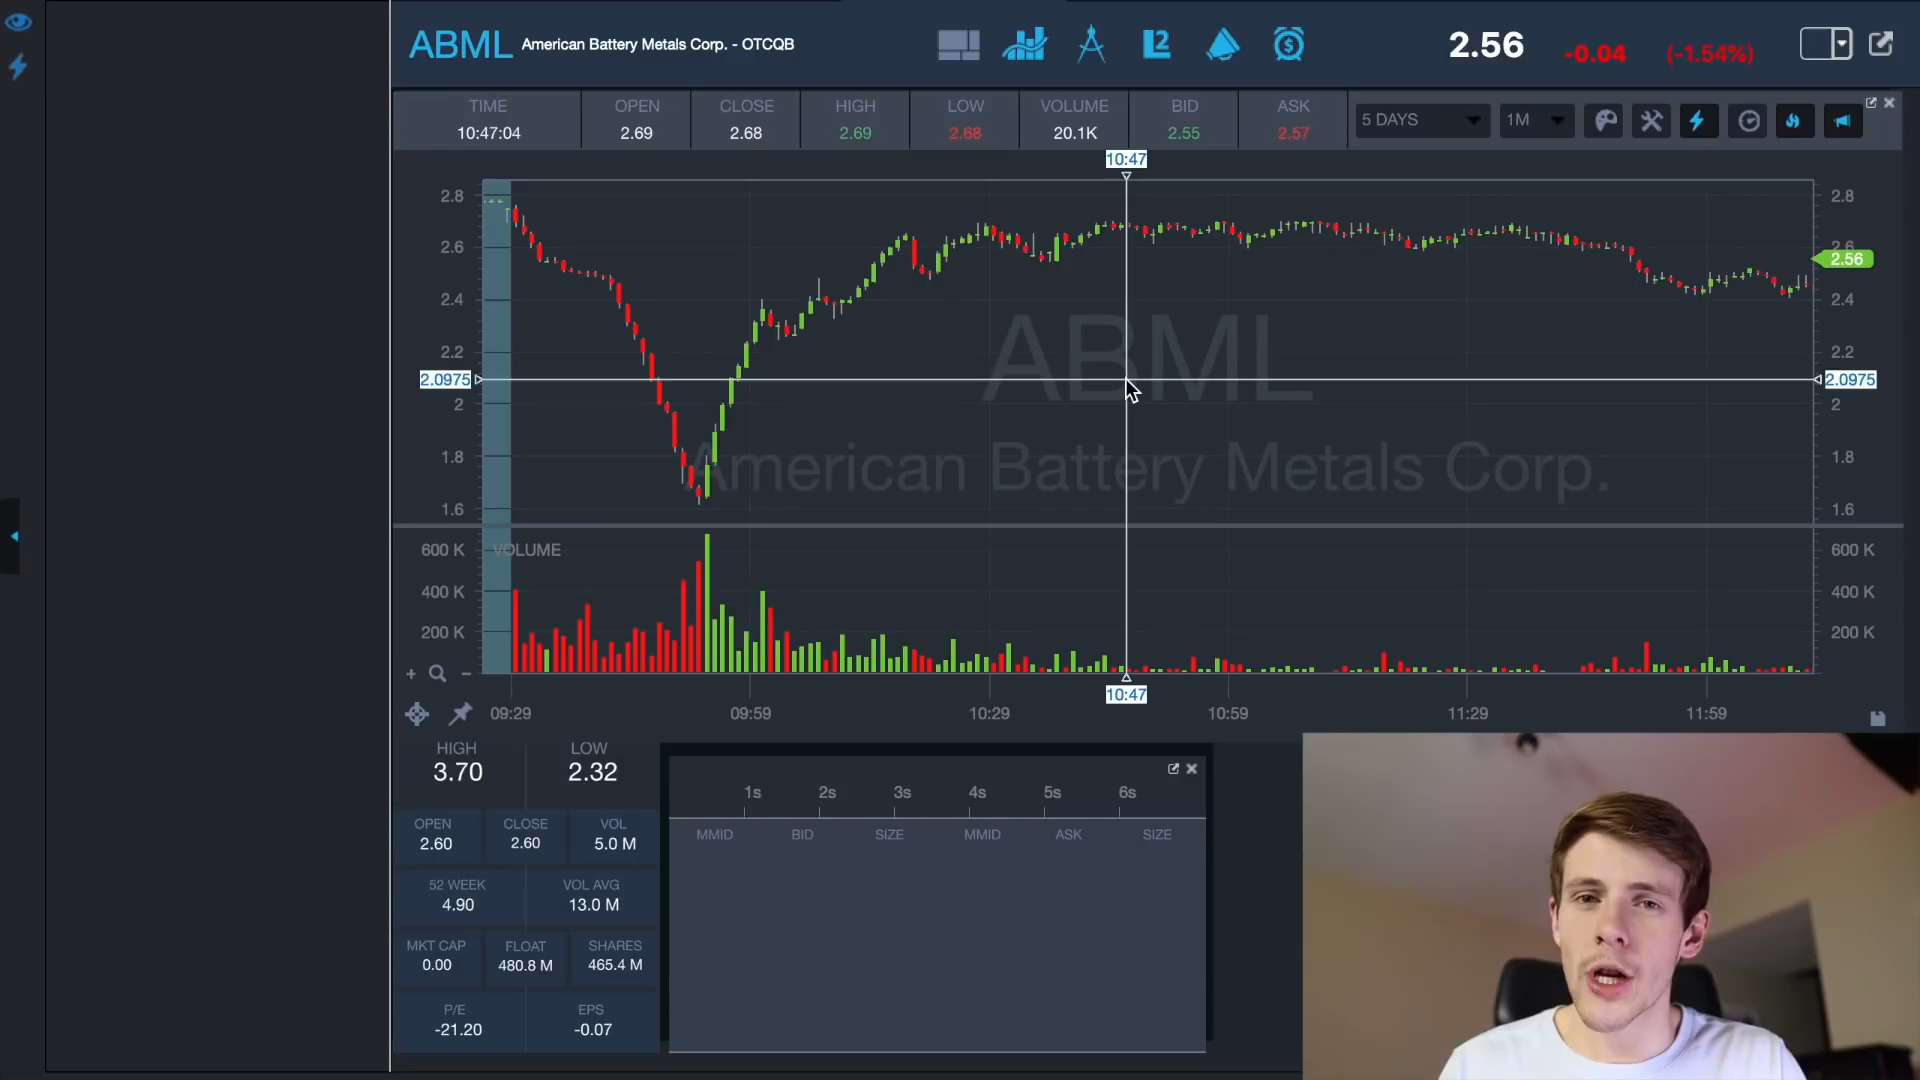 ABML American Battery Metals Corp. - OTCQB
L2
2.56 -0.04 (-1.54%)
TIME OPEN CLOSE HIGH LOW VOLUME BID ASK
10:47:04 2.69 2.68 2.69 2.68 20.1K 2.55 2.57
5 DAYS 1M
10:47
2.8 2.8
2.6 2.6
2.56
2.4 2.4
2.2 2.2
2.0975 2.0975
2 2
1.8 1.8
1.6 1.6
ABML
American Battery Metals Corp.
VOLUME
600 K 600 K
400 K 400 K
200 K 200 K
10:47
09:29 09:59 10:29 10:59 11:29 11:59
HIGH LOW
3.70 2.32
OPEN CLOSE VOL
2.60 2.60 5.0 M
52 WEEK VOL AVG
4.90 13.0 M
MKT CAP FLOAT SHARES
0.00 480.8 M 465.4 M
P/E EPS
-21.20 -0.07
1s 2s 3s 4s 5s 6s
MMID BID SIZE MMID ASK SIZE